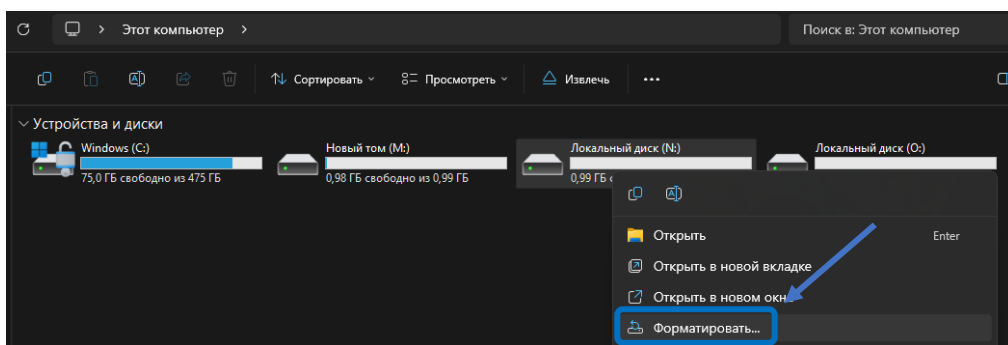 Этот компьютер
Поиск в: Этот компьютер
Сортировать
Просмотреть
Извлечь
Устройства и диски
Windows (C:)
Новый том (M:)
Локальный диск (N:)
Локальный диск (O:)
75,0 ГБ свободно из 475 ГБ
0,98 ГБ свободно из 0,99 ГБ
0,99 ГБ
Открыть Enter
Открыть в новой вкладке
Открыть в новом окне
Форматировать...